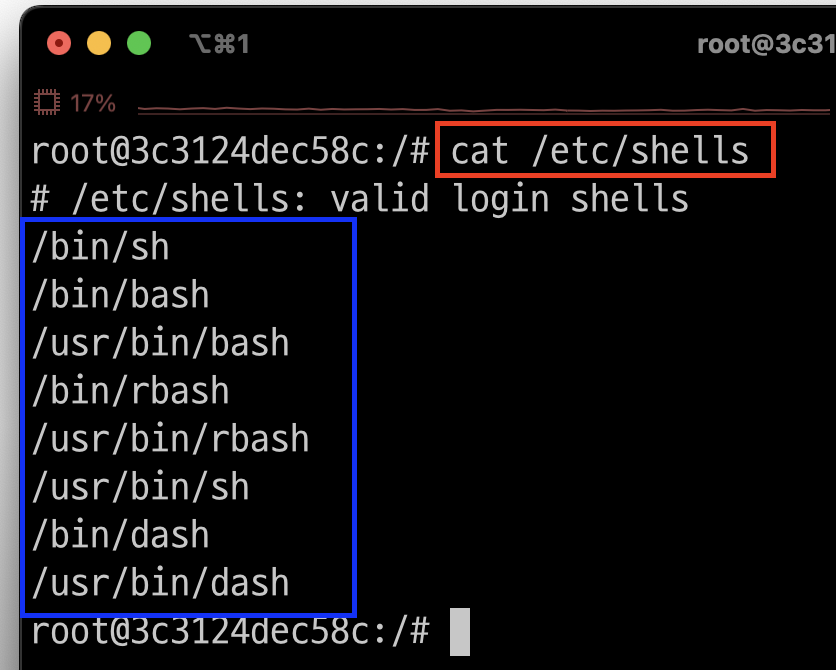 ⌥⌘1
root@3c31
17%
root@3c3124dec58c:/# cat /etc/shells
# /etc/shells: valid login shells
/bin/sh
/bin/bash
/usr/bin/bash
/bin/rbash
/usr/bin/rbash
/usr/bin/sh
/bin/dash
/usr/bin/dash
root@3c3124dec58c:/#